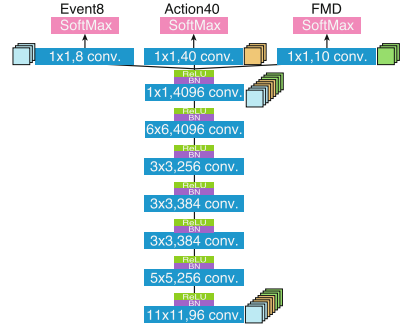 Event8 Action40 FMD
SoftMax SoftMax SoftMax
1x1,8 conv. 1x1,40 conv. 1x1,10 conv.
ReLU
BN
1x1,4096 conv.
ReLU
BN
6x6,4096 conv.
ReLU
BN
3x3,256 conv.
ReLU
BN
3x3,384 conv.
ReLU
BN
3x3,384 conv.
ReLU
BN
5x5,256 conv.
ReLU
BN
11x11,96 conv.